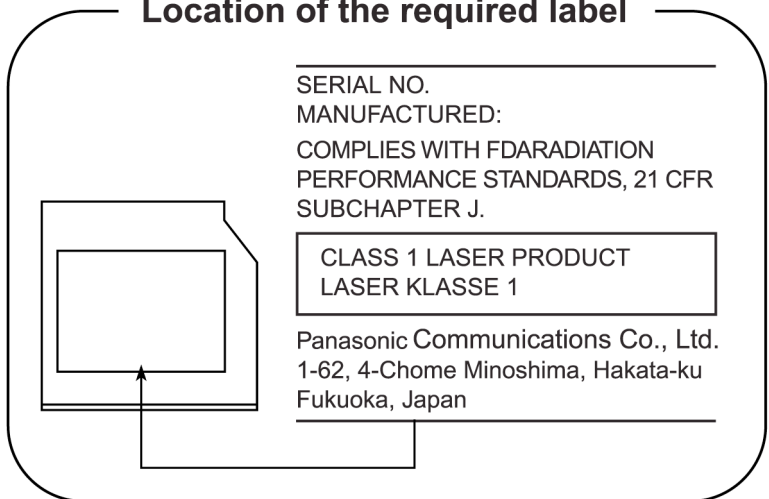 Location of the required label
SERIAL NO.
MANUFACTURED:
COMPLIES WITH FDARADIATION
PERFORMANCE STANDARDS, 21 CFR
SUBCHAPTER J.
CLASS 1 LASER PRODUCT
LASER KLASSE 1
Panasonic Communications Co., Ltd.
1-62, 4-Chome Minoshima, Hakata-ku
Fukuoka, Japan